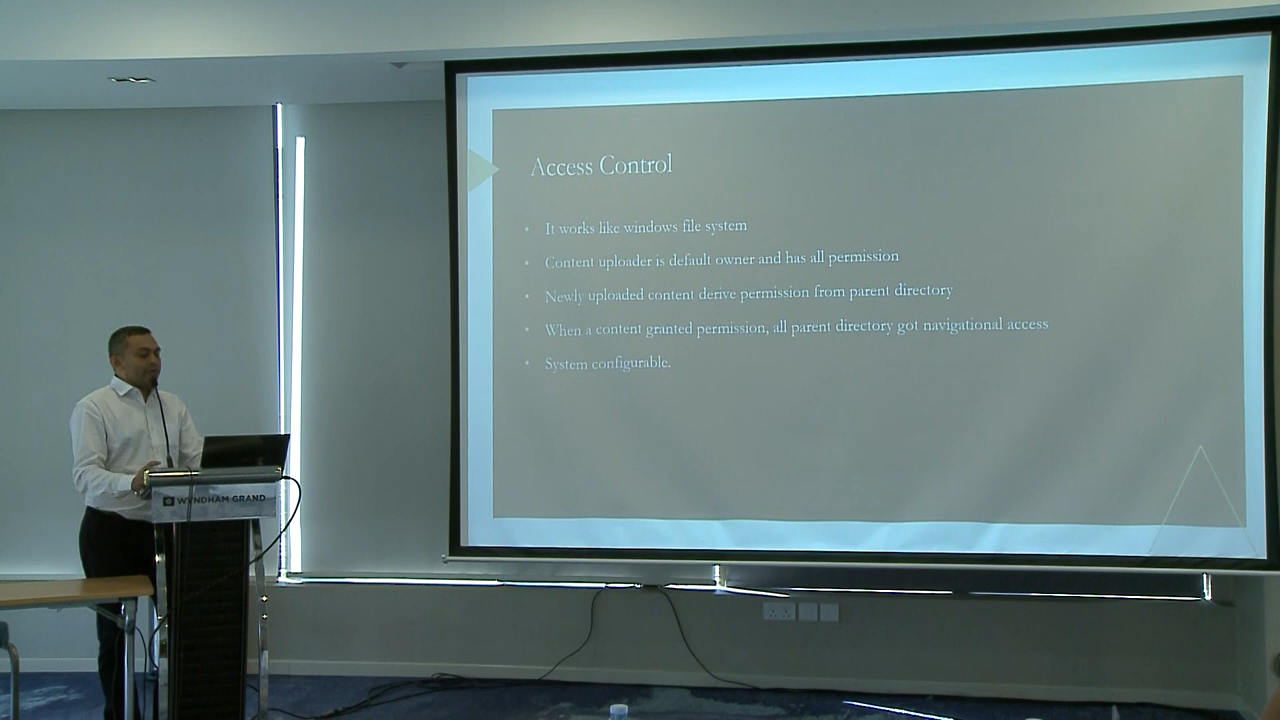 Access Control
• It works like windows file system
• Content uploader is default owner and has all permission
• Newly uploaded content derive permission from parent directory
• When a content granted permission, all parent directory got navigational access
• System configurable.
WYNDHAM GRAND